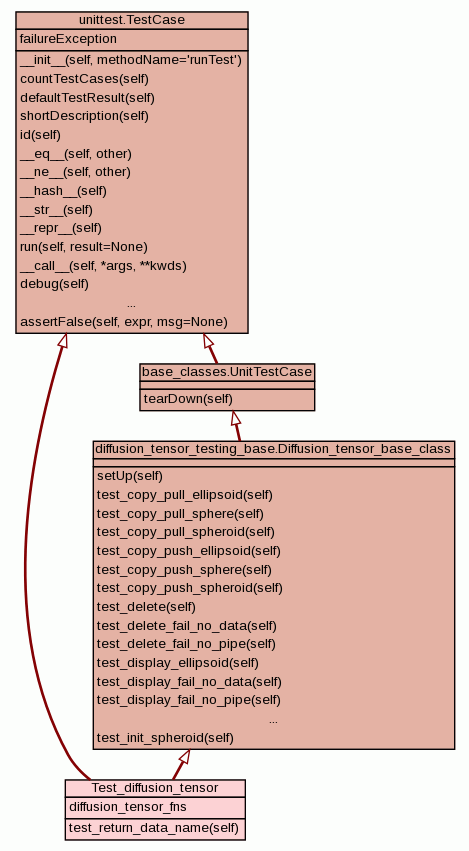 unittest.TestCase
failureException
__init__(self, methodName='runTest')
countTestCases(self)
defaultTestResult(self)
shortDescription(self)
id(self)
__eq__(self, other)
__ne__(self, other)
__hash__(self)
__str__(self)
__repr__(self)
run(self, result=None)
__call__(self, *args, **kwds)
debug(self)
...
assertFalse(self, expr, msg=None)
base_classes.UnitTestCase
tearDown(self)
diffusion_tensor_testing_base.Diffusion_tensor_base_class
setUp(self)
test_copy_pull_ellipsoid(self)
test_copy_pull_sphere(self)
test_copy_pull_spheroid(self)
test_copy_push_ellipsoid(self)
test_copy_push_sphere(self)
test_copy_push_spheroid(self)
test_delete(self)
test_delete_fail_no_data(self)
test_delete_fail_no_pipe(self)
test_display_ellipsoid(self)
test_display_fail_no_data(self)
test_display_fail_no_pipe(self)
...
test_init_spheroid(self)
Test_diffusion_tensor
diffusion_tensor_fns
test_return_data_name(self)